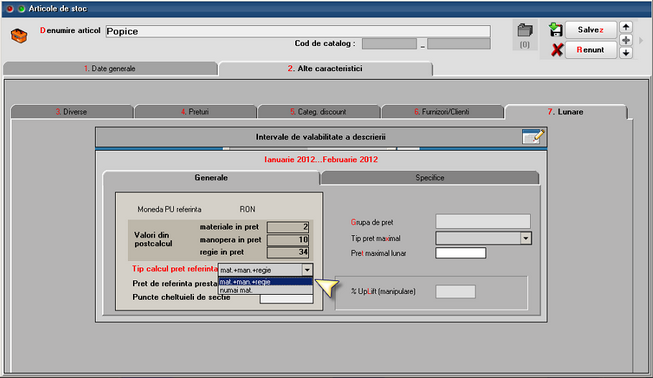 Articole de stoc
Denumire articol Popice
Cod de catalog : _
(0)
Salvez
Renunt
1. Date generale
2. Alte caracteristici
3. Diverse
4. Preturi
5. Categ. discount
6. Furnizori/Clienti
7. Lunare
Intervale de valabilitate a descrierii
Ianuarie 2012...Februarie 2012
Generale
Specifice
Moneda PU referinta RON
Valori din postcalcul
materiale in pret 2
manopera in pret 10
regie in pret 34
Tip calcul pret referinta mat.+man.+regie
mat.+man.+regie
numai mat.
Pret de referinta presta
Puncte cheltuieli de sectie
Grupa de pret
Tip pret maximal
Pret maximal lunar
% UpLift (manipulare)